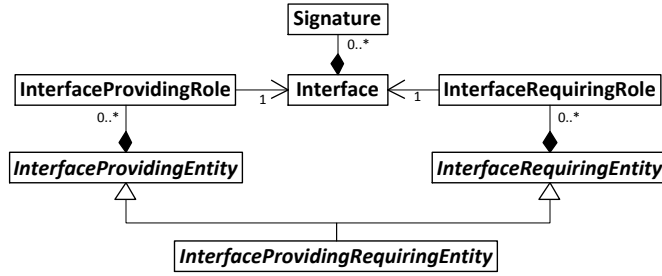 Signature
0..*
InterfaceProvidingRole
1
Interface
1
InterfaceRequiringRole
0..*
0..*
InterfaceProvidingEntity
InterfaceRequiringEntity
InterfaceProvidingRequiringEntity